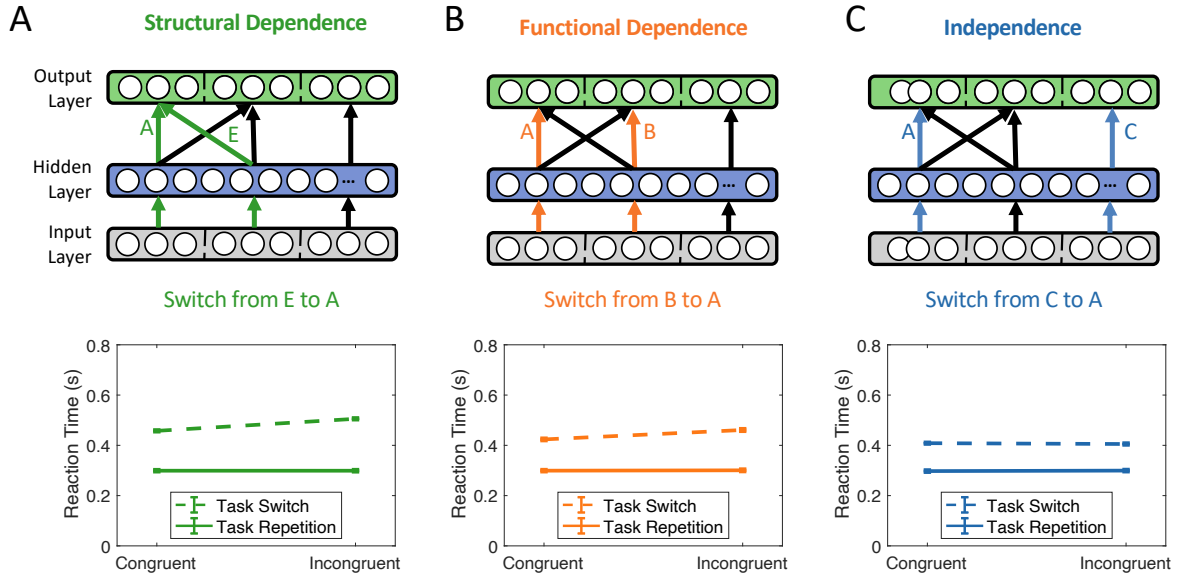 A
Structural Dependence
Output
Layer
A
E
Hidden
Layer
...
Input
Layer
Switch from E to A
Reaction Time (s)
0.8
0.6
0.4
0.2
0
Task Switch
Task Repetition
Congruent
Incongruent
B
Functional Dependence
A
B
...
Switch from B to A
Reaction Time (s)
0.8
0.6
0.4
0.2
0
Task Switch
Task Repetition
Congruent
Incongruent
C
Independence
A
C
...
Switch from C to A
Reaction Time (s)
0.8
0.6
0.4
0.2
0
Task Switch
Task Repetition
Congruent
Incongruent